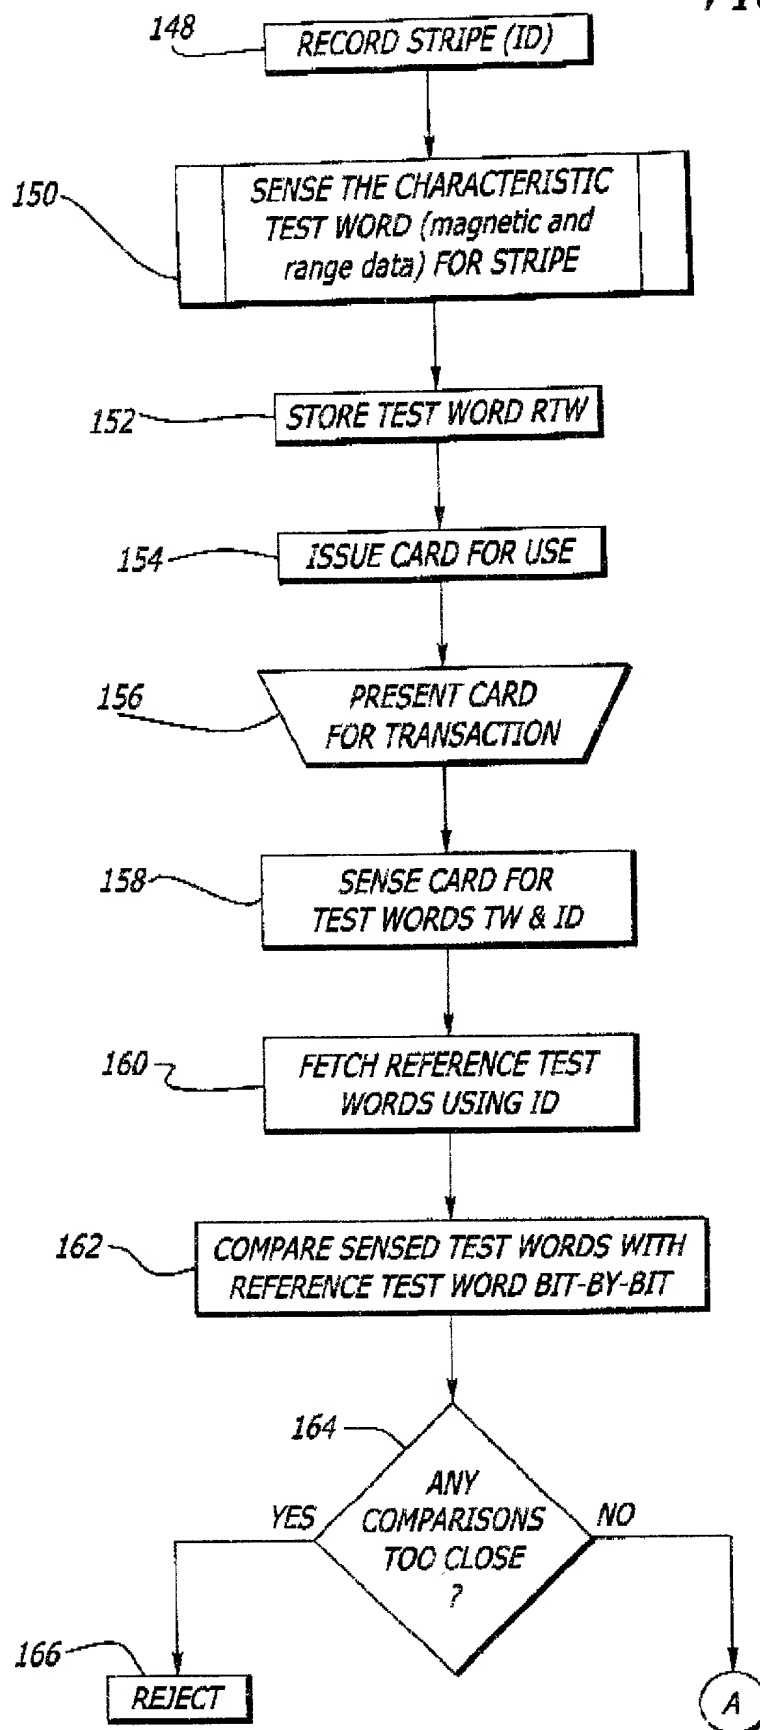 148
RECORD STRIPE (ID)
150
SENSE THE CHARACTERISTIC
TEST WORD (magnetic and
range data) FOR STRIPE
152
STORE TEST WORD RTW
154
ISSUE CARD FOR USE
156
PRESENT CARD
FOR TRANSACTION
158
SENSE CARD FOR
TEST WORDS TW & ID
160
FETCH REFERENCE TEST
WORDS USING ID
162
COMPARE SENSED TEST WORDS WITH
REFERENCE TEST WORD BIT-BY-BIT
164
ANY
COMPARISONS
TOO CLOSE
?
YES
NO
166
REJECT
A